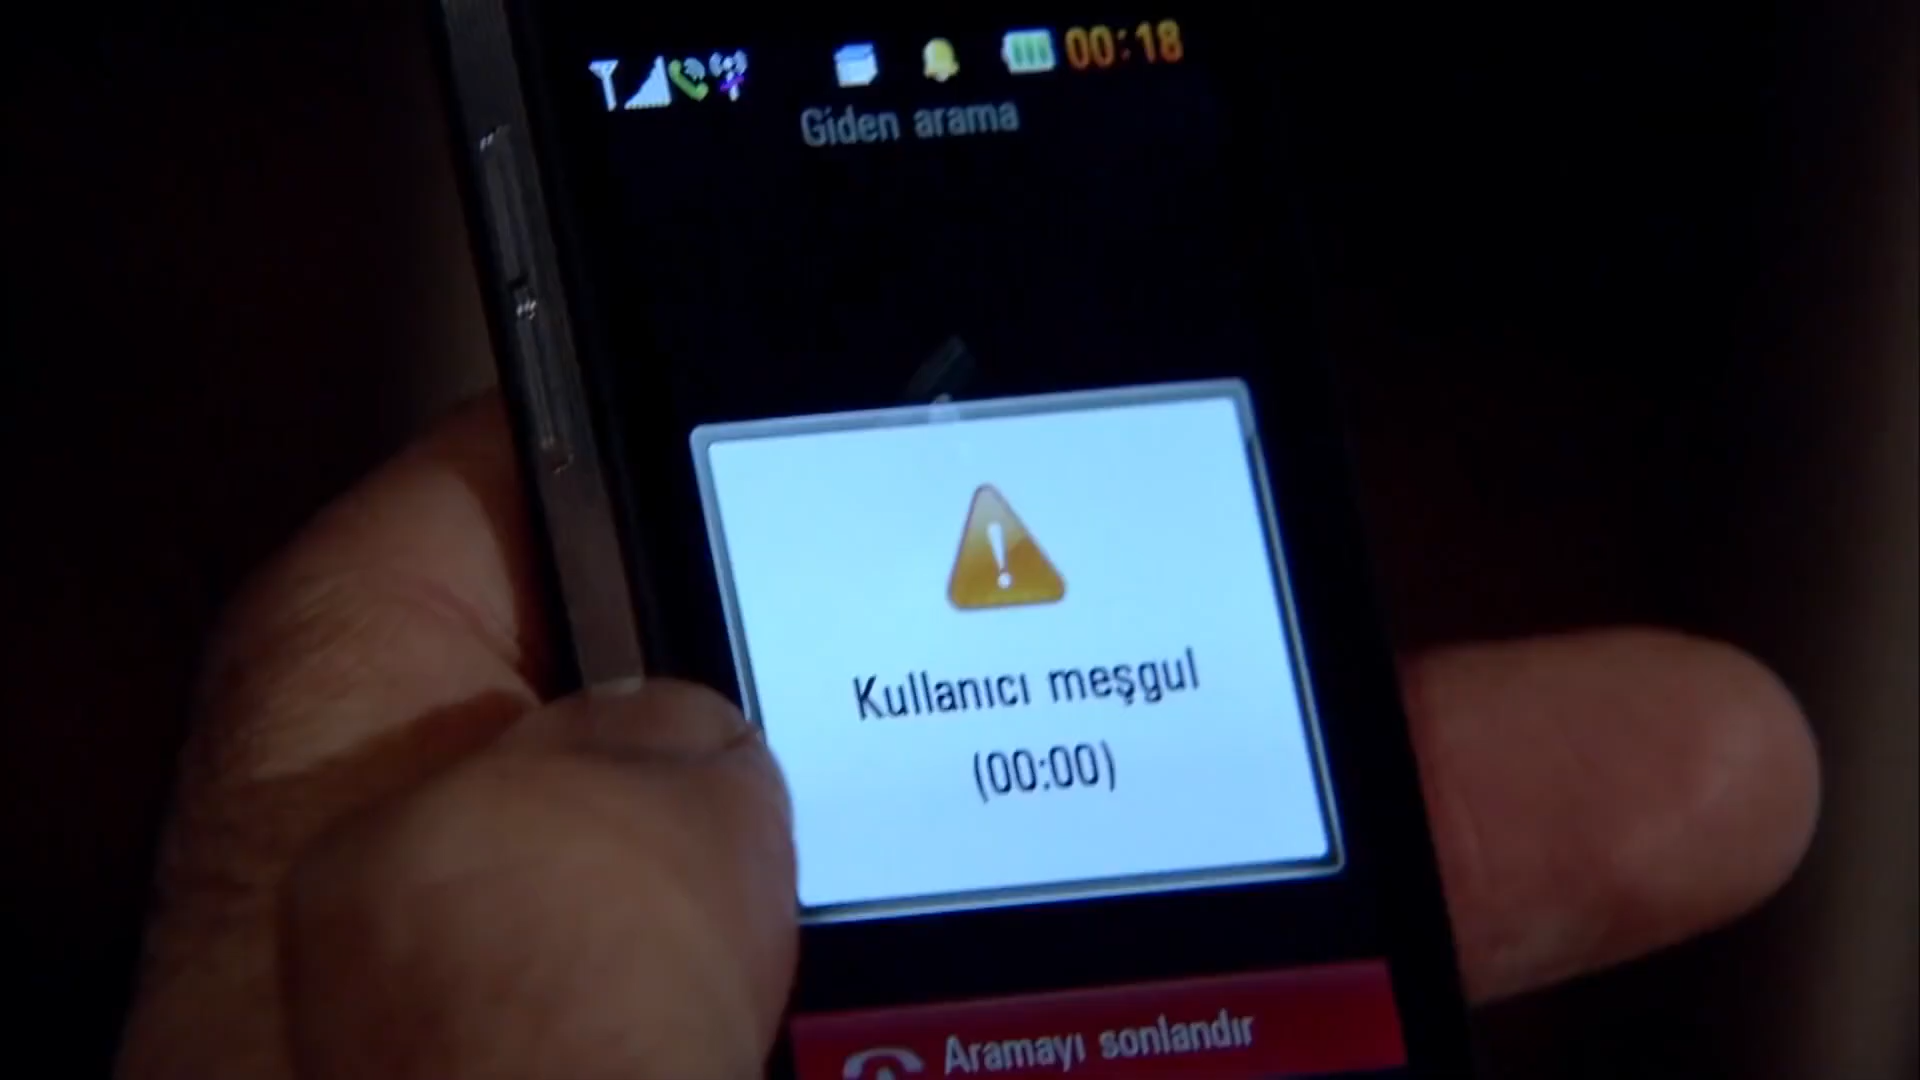 00:18
Giden arama
Kullanıcı meşgul
(00:00)
Aramayı sonlandır